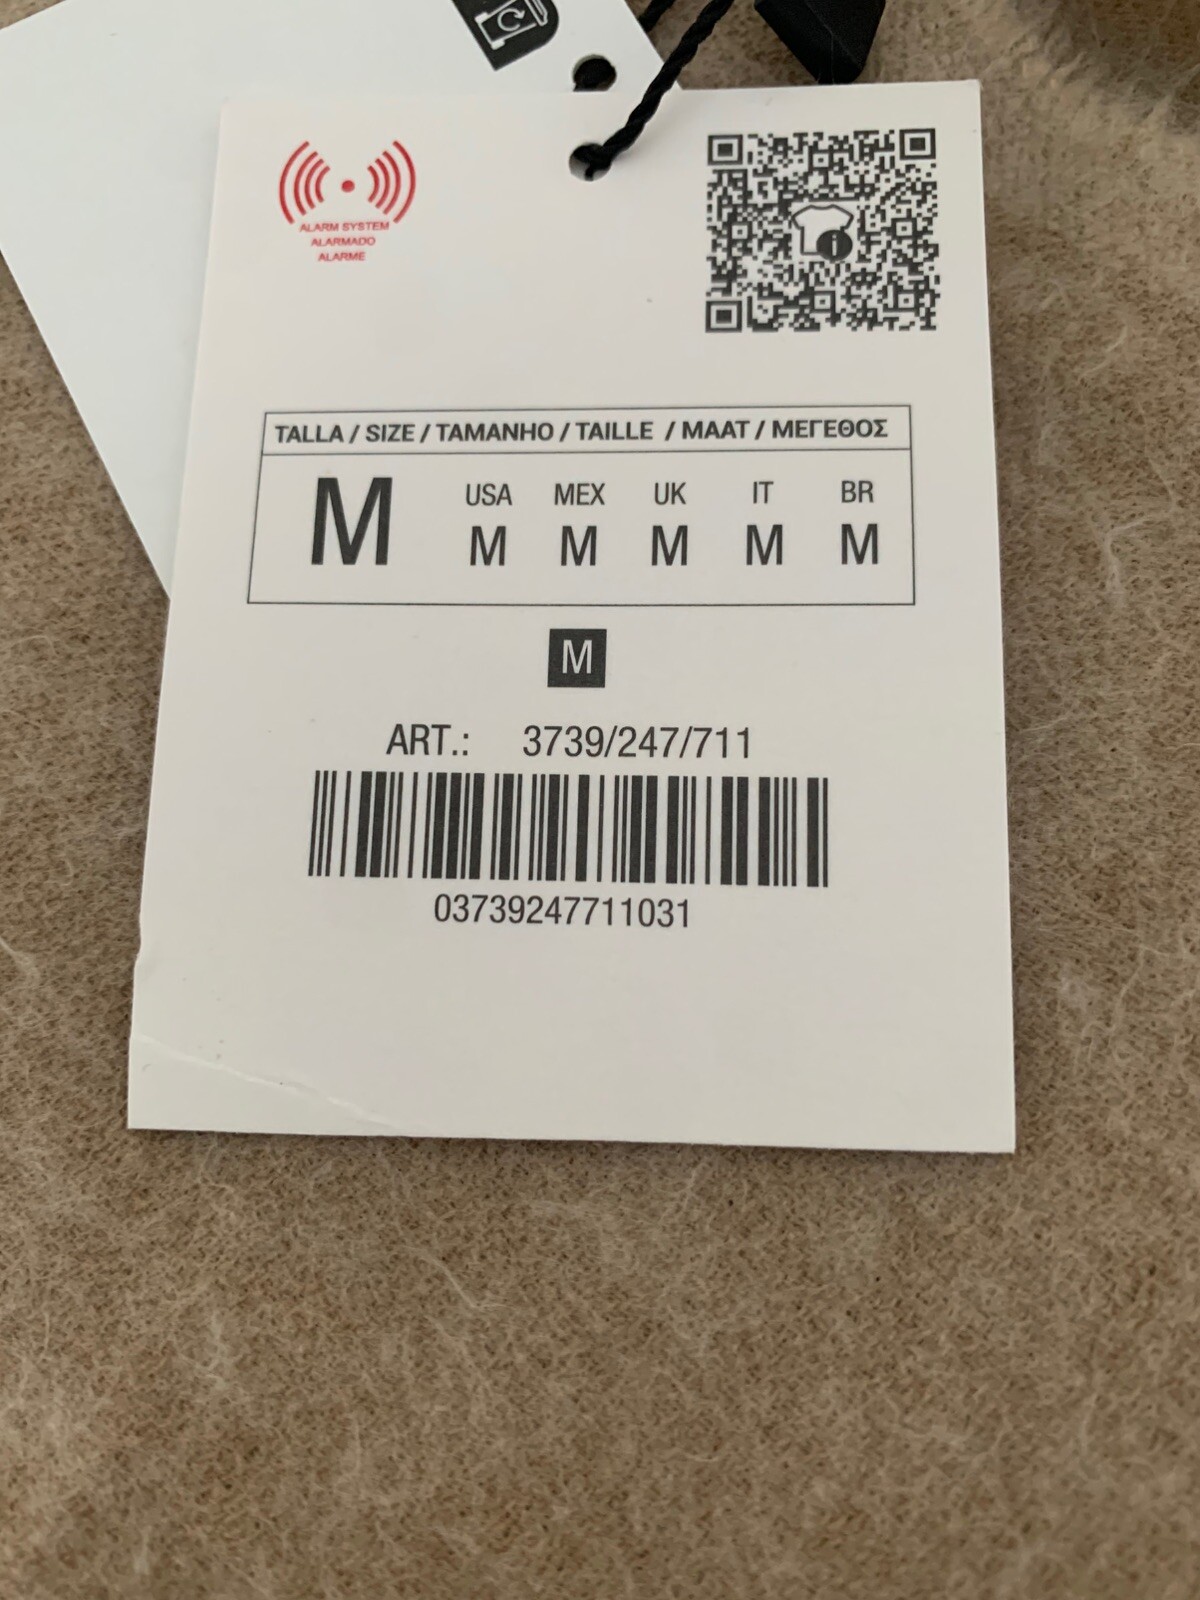 ALARM SYSTEM
ALARMADO
ALARME
TALLA / SIZE / TAMANHO / TAILLE / MAAT / ΜΕΓΕΘΟΣ
M
USA MEX UK IT BR
M M M M M
M
ART.: 3739/247/711
03739247711031